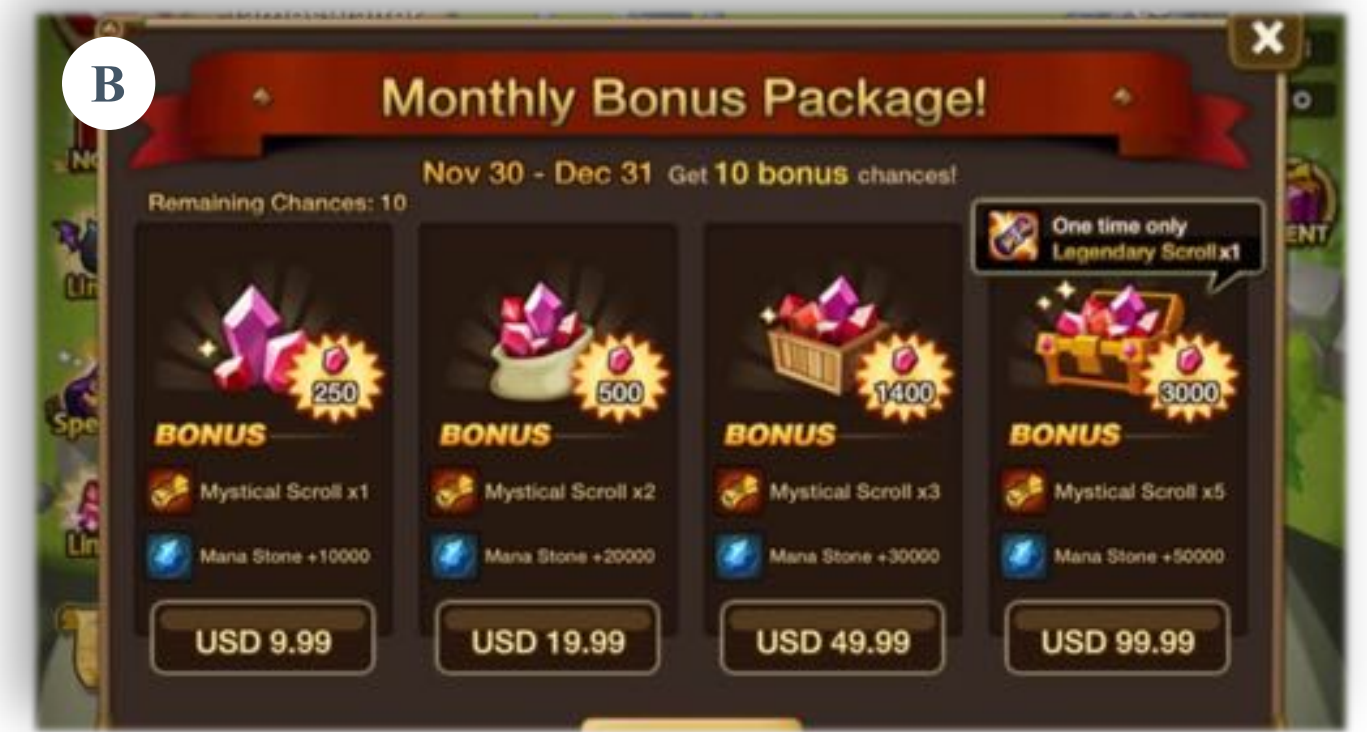 B
Monthly Bonus Package!
Nov 30 - Dec 31 Get 10 bonus chances!
Remaining Chances: 10
One time only
Legendary Scroll x1
250
BONUS
Mystical Scroll x1
Mana Stone +10000
USD 9.99
500
BONUS
Mystical Scroll x2
Mana Stone +20000
USD 19.99
1400
BONUS
Mystical Scroll x3
Mana Stone +30000
USD 49.99
3000
BONUS
Mystical Scroll x5
Mana Stone +50000
USD 99.99